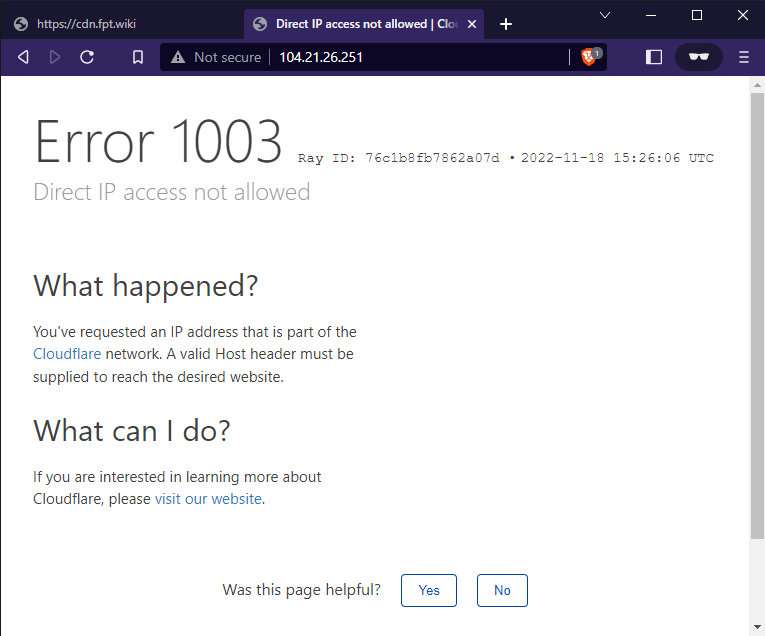 https://cdn.fpt.wiki
Direct IP access not allowed | Clou
Not secure
104.21.26.251
1
Error 1003 Ray ID: 76c1b8fb7862a07d • 2022-11-18 15:26:06 UTC
Direct IP access not allowed
What happened?
You've requested an IP address that is part of the
Cloudflare network. A valid Host header must be
supplied to reach the desired website.
What can I do?
If you are interested in learning more about
Cloudflare, please visit our website.
Was this page helpful? Yes No